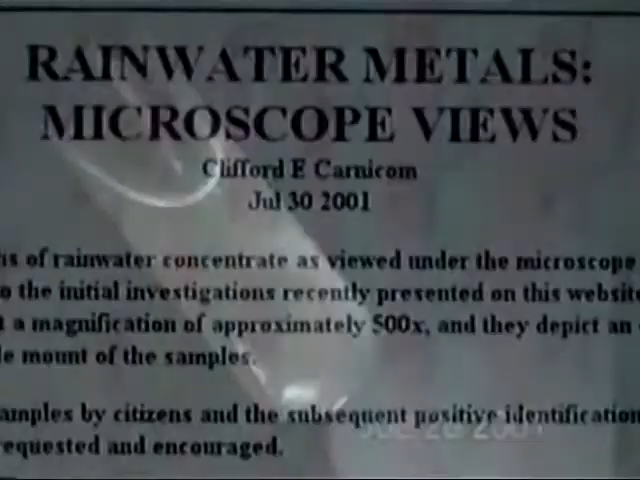 RAINWATER METALS:
MICROSCOPE VIEWS
Clifford E Carnicom
Jul 30 2001
of rainwater concentrate as viewed under the microscope
the initial investigations recently presented on this website
a magnification of approximately 500x, and they depict an
mount of the samples.
samples by citizens and the subsequent positive identification
requested and encouraged.